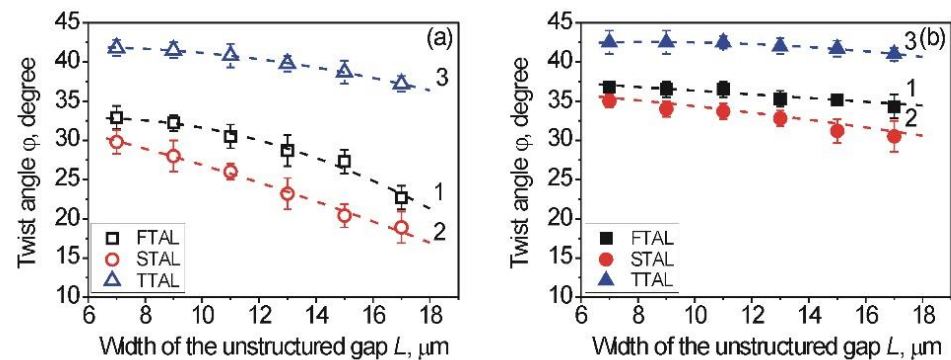 45
40
35
30
25
20
15
10
Twist angle φ, degree
(a)
3
1
2
FTAL
STAL
TTAL
6 8 10 12 14 16 18
Width of the unstructured gap L, μm
45
40
35
30
25
20
15
10
Twist angle φ, degree
(b)
3
1
2
FTAL
STAL
TTAL
6 8 10 12 14 16 18
Width of the unstructured gap L, μm